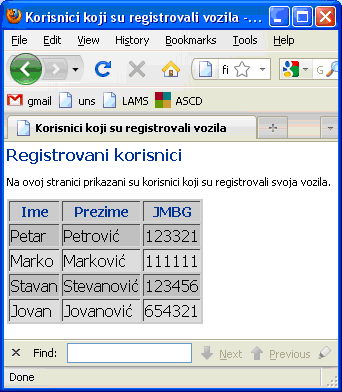 Korisnici koji su registrovali vozila -...
File Edit View History Bookmarks Tools Help
fi G
gmail uns LAMS ASCD
Korisnici koji su registrovali vozila
Registrovani korisnici
Na ovoj stranici prikazani su korisnici koji su registrovali svoja vozila.
Ime Prezime JMBG
Petar Petrović 123321
Marko Marković 111111
Stavan Stevanović 123456
Jovan Jovanović 654321
× Find: Next Previous
Done